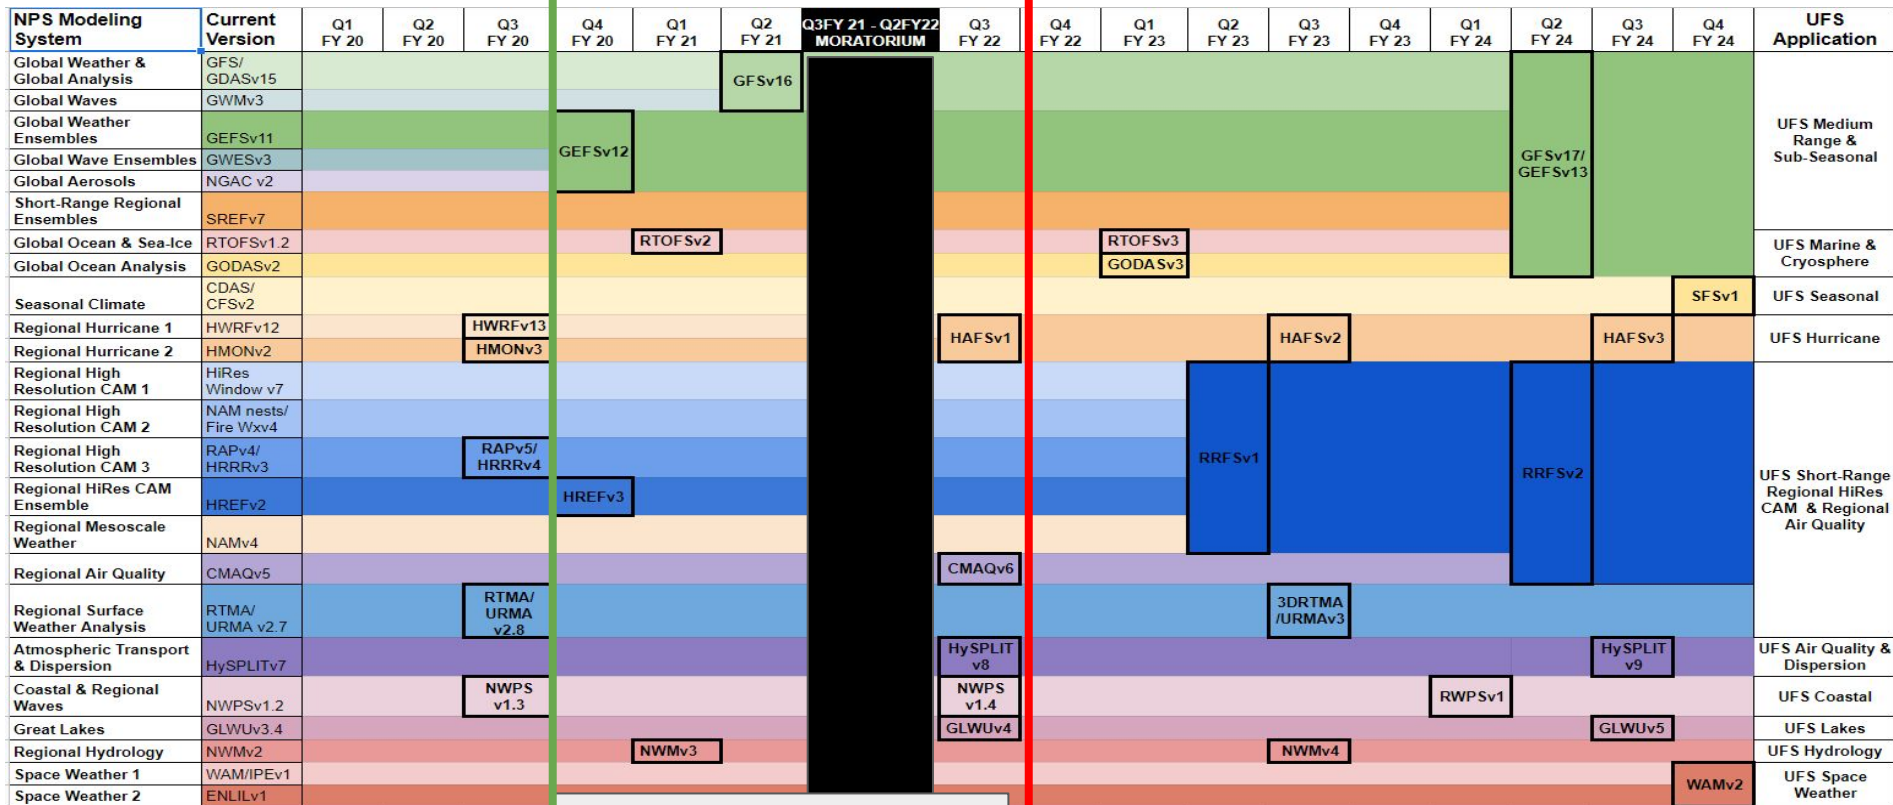 NPS Modeling
System
Current
Version
Q1
FY 20
Q2
FY 20
Q3
FY 20
Q4
FY 20
Q1
FY 21
Q2
FY 21
Q3FY 21 - Q2FY22
MORATORIUM
Q3
FY 22
Q4
FY 22
Q1
FY 23
Q2
FY 23
Q3
FY 23
Q4
FY 23
Q1
FY 24
Q2
FY 24
Q3
FY 24
Q4
FY 24
UFS
Application
Global Weather &
Global Analysis
GFS/
GDASv15
GFSv16
Global Waves
GWMv3
Global Weather
Ensembles
GEFSv11
GEFSv12
GFSv17/
GEFSv13
UFS Medium
Range &
Sub-Seasonal
Global Wave Ensembles
GWESv3
Global Aerosols
NGAC v2
Short-Range Regional
Ensembles
SREFv7
Global Ocean & Sea-Ice
RTOFSv1.2
RTOFSv2
RTOFSv3
UFS Marine &
Cryosphere
Global Ocean Analysis
GODASv2
GODASv3
Seasonal Climate
CDAS/
CFSv2
SFSv1
UFS Seasonal
Regional Hurricane 1
HWRFv12
HWRFv13
HAFSv1
HAFSv2
HAFSv3
UFS Hurricane
Regional Hurricane 2
HMONv2
HMONv3
Regional High
Resolution CAM 1
HiRes
Window v7
Regional High
Resolution CAM 2
NAM nests/
Fire Wxv4
Regional High
Resolution CAM 3
RAPv4/
HRRRv3
RAPv5/
HRRRv4
RRFSv1
RRFSv2
UFS Short-Range
Regional HiRes
CAM & Regional
Air Quality
Regional HiRes CAM
Ensemble
HREFv2
HREFv3
Regional Mesoscale
Weather
NAMv4
Regional Air Quality
CMAQv5
CMAQv6
Regional Surface
Weather Analysis
RTMA/
URMA v2.7
RTMA/
URMA
v2.8
3DRTMA
/URMAv3
Atmospheric Transport
& Dispersion
HySPLITv7
HySPLIT
v8
HySPLIT
v9
UFS Air Quality &
Dispersion
Coastal & Regional
Waves
NWPSv1.2
NWPS
v1.3
NWPS
v1.4
RWPSv1
UFS Coastal
Great Lakes
GLWUv3.4
GLWUv4
GLWUv5
UFS Lakes
Regional Hydrology
NWMv2
NWMv3
NWMv4
UFS Hydrology
Space Weather 1
WAM/IPEv1
WAMv2
UFS Space
Weather
Space Weather 2
ENLILv1